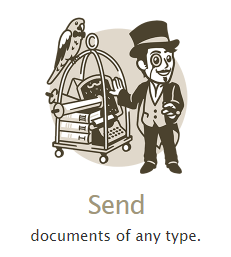 Send
documents of any type.